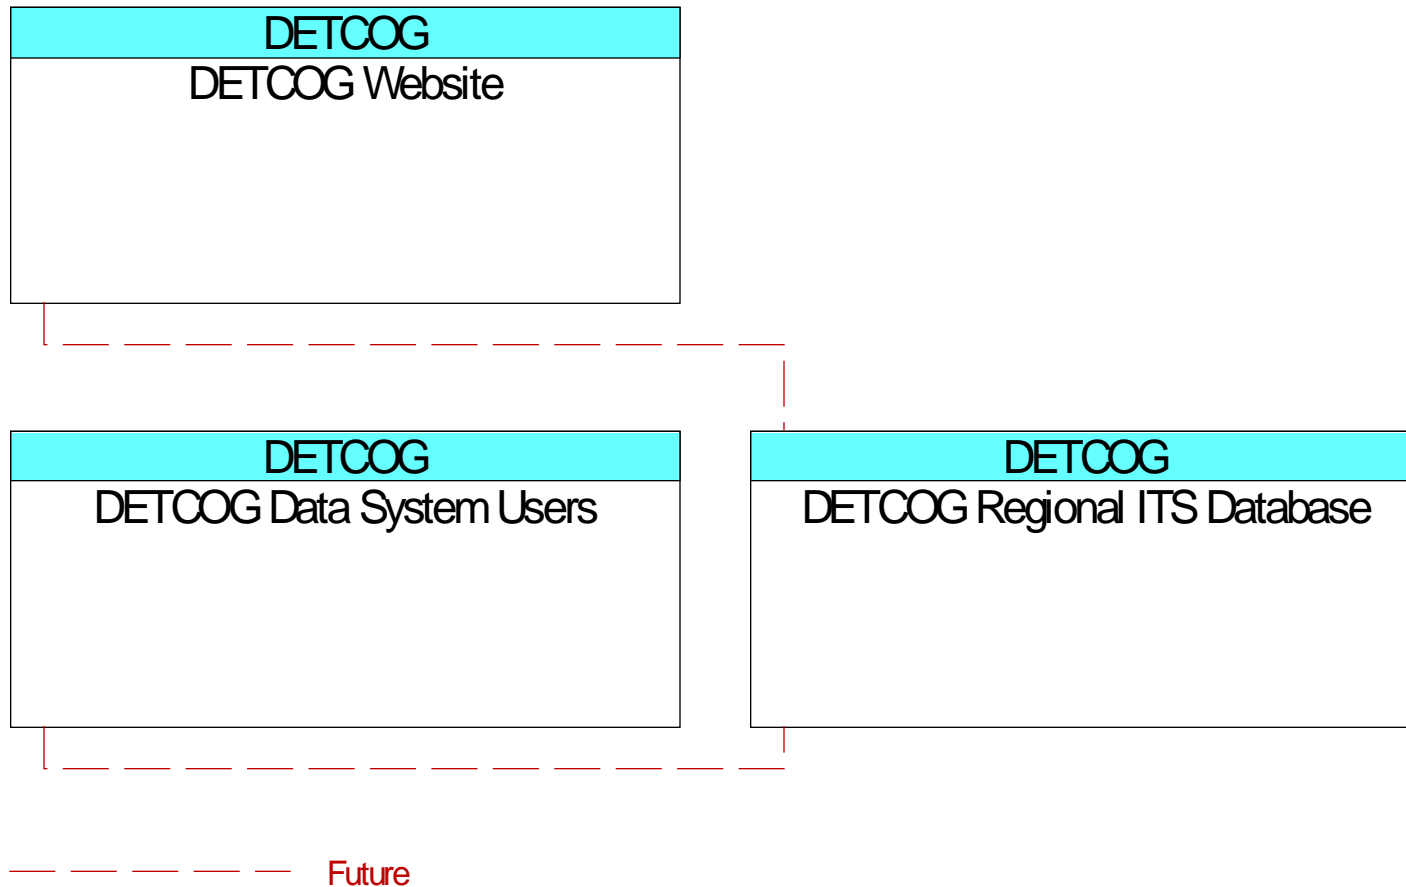 DETCOG
DETCOG Website
DETCOG
DETCOG Data System Users
DETCOG
DETCOG Regional ITS Database
Future